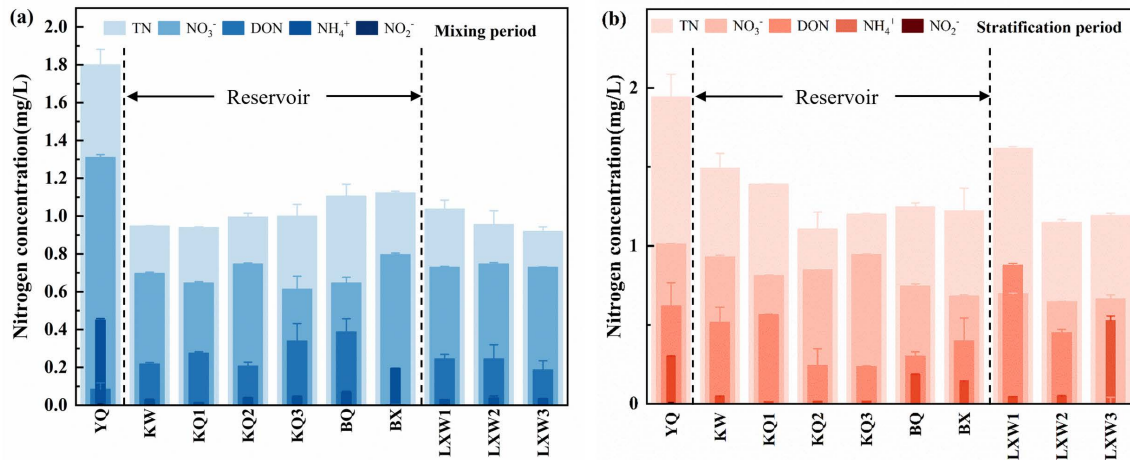 (a)
TN NO₃⁻ DON NH₄⁺ NO₂⁻ Mixing period
Reservoir
Nitrogen concentration(mg/L)
2.0
1.8
1.6
1.4
1.2
1.0
0.8
0.6
0.4
0.2
0.0
YQ KW KQ1 KQ2 KQ3 BQ BX LXW1 LXW2 LXW3
(b)
TN NO₃⁻ DON NH₄⁺ NO₂⁻ Stratification period
Reservoir
Nitrogen concentration(mg/L)
2
1
0
YQ KW KQ1 KQ2 KQ3 BQ BX LXW1 LXW2 LXW3